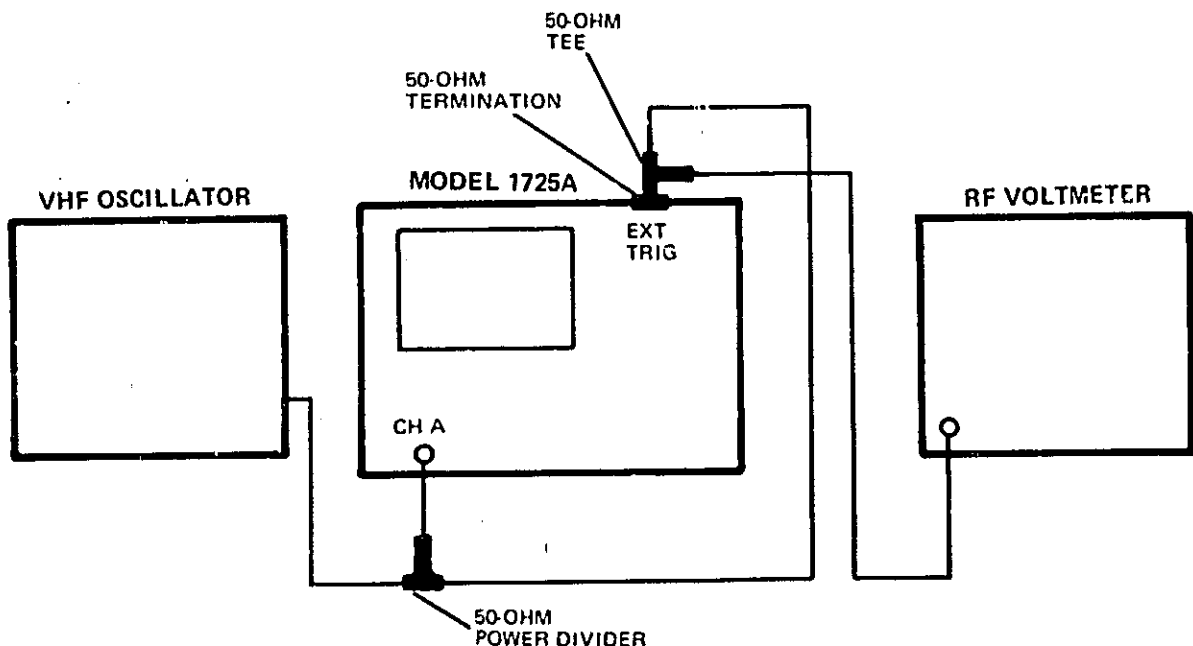 50-OHM
TEE
50-OHM
TERMINATION
VHF OSCILLATOR
MODEL 1725A
RF VOLTMETER
EXT
TRIG
CH A
50-OHM
POWER DIVIDER